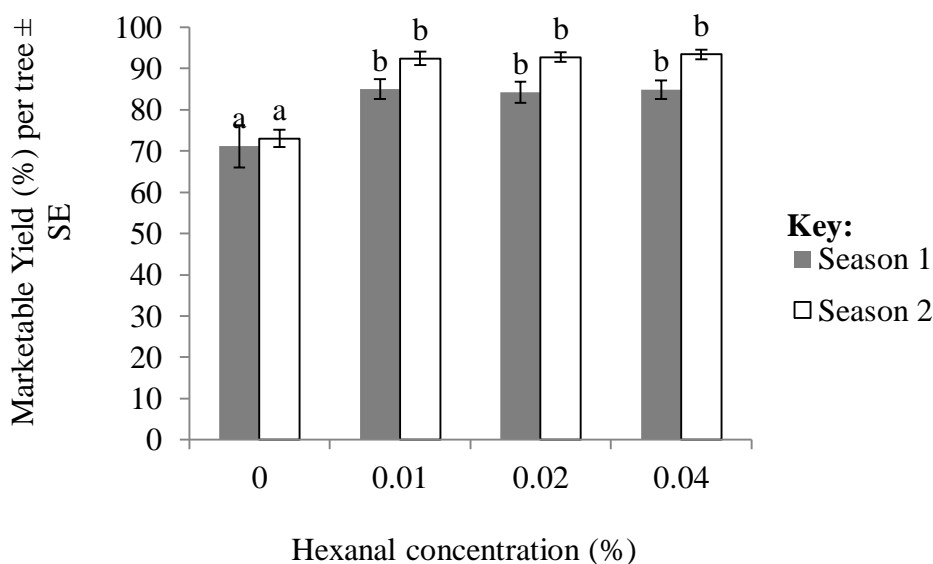 Marketable Yield (%) per tree ±
SE
100
90
80
70
60
50
40
30
20
10
0
a
a
b
b
b
b
b
b
0
0.01
0.02
0.04
Hexanal concentration (%)
Key:
Season 1
Season 2